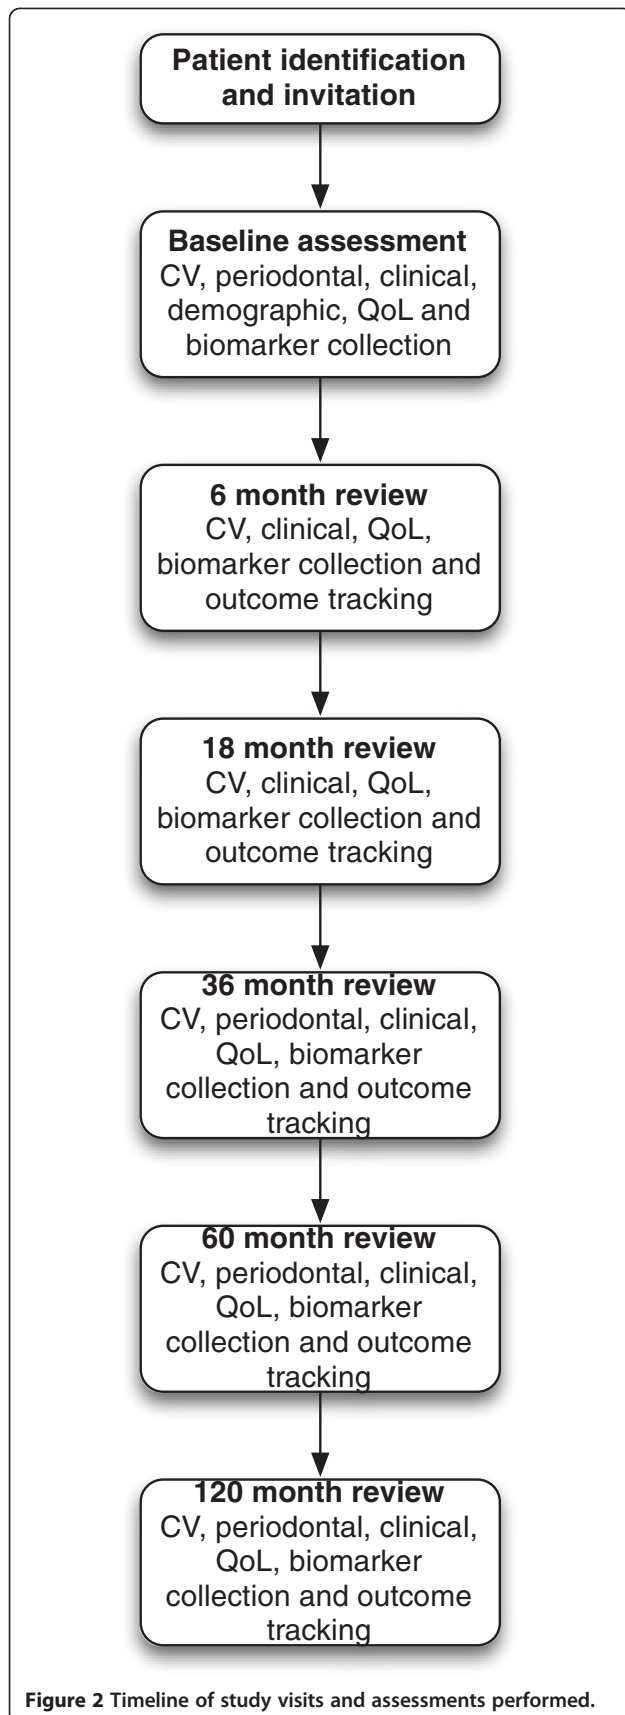 Patient identification
and invitation
Baseline assessment
CV, periodontal, clinical,
demographic, QoL and
biomarker collection
6 month review
CV, clinical, QoL,
biomarker collection and
outcome tracking
18 month review
CV, clinical, QoL,
biomarker collection and
outcome tracking
36 month review
CV, periodontal, clinical,
QoL, biomarker
collection and outcome
tracking
60 month review
CV, periodontal, clinical,
QoL, biomarker
collection and outcome
tracking
120 month review
CV, periodontal, clinical,
QoL, biomarker
collection and outcome
tracking
Figure 2 Timeline of study visits and assessments performed.